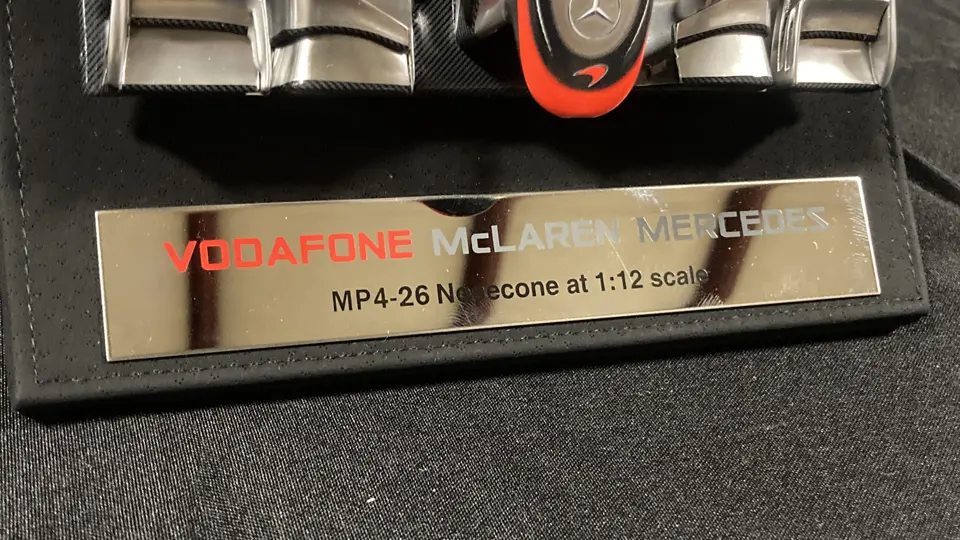 VODAFONE McLAREN MERCEDES
MP4-26 Nosecone at 1:12 scale